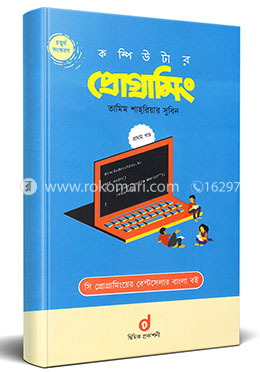 চতুর্থ
সংস্করণ
কম্পিউটার
প্রোগ্রামিং
তামিম শাহরিয়ার সুবিন
প্রথম খণ্ড
www.rokomari.com
16297
সি প্রোগ্রামিংয়ের বেস্টসেলার বাংলা বই
দ্বিমিক প্রকাশনী